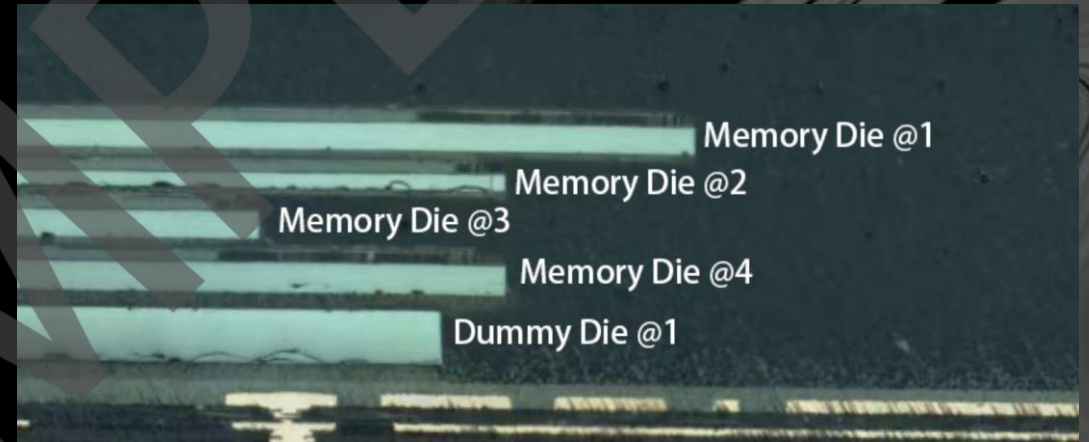 Memory Die @1
Memory Die @2
Memory Die @3
Memory Die @4
Dummy Die @1